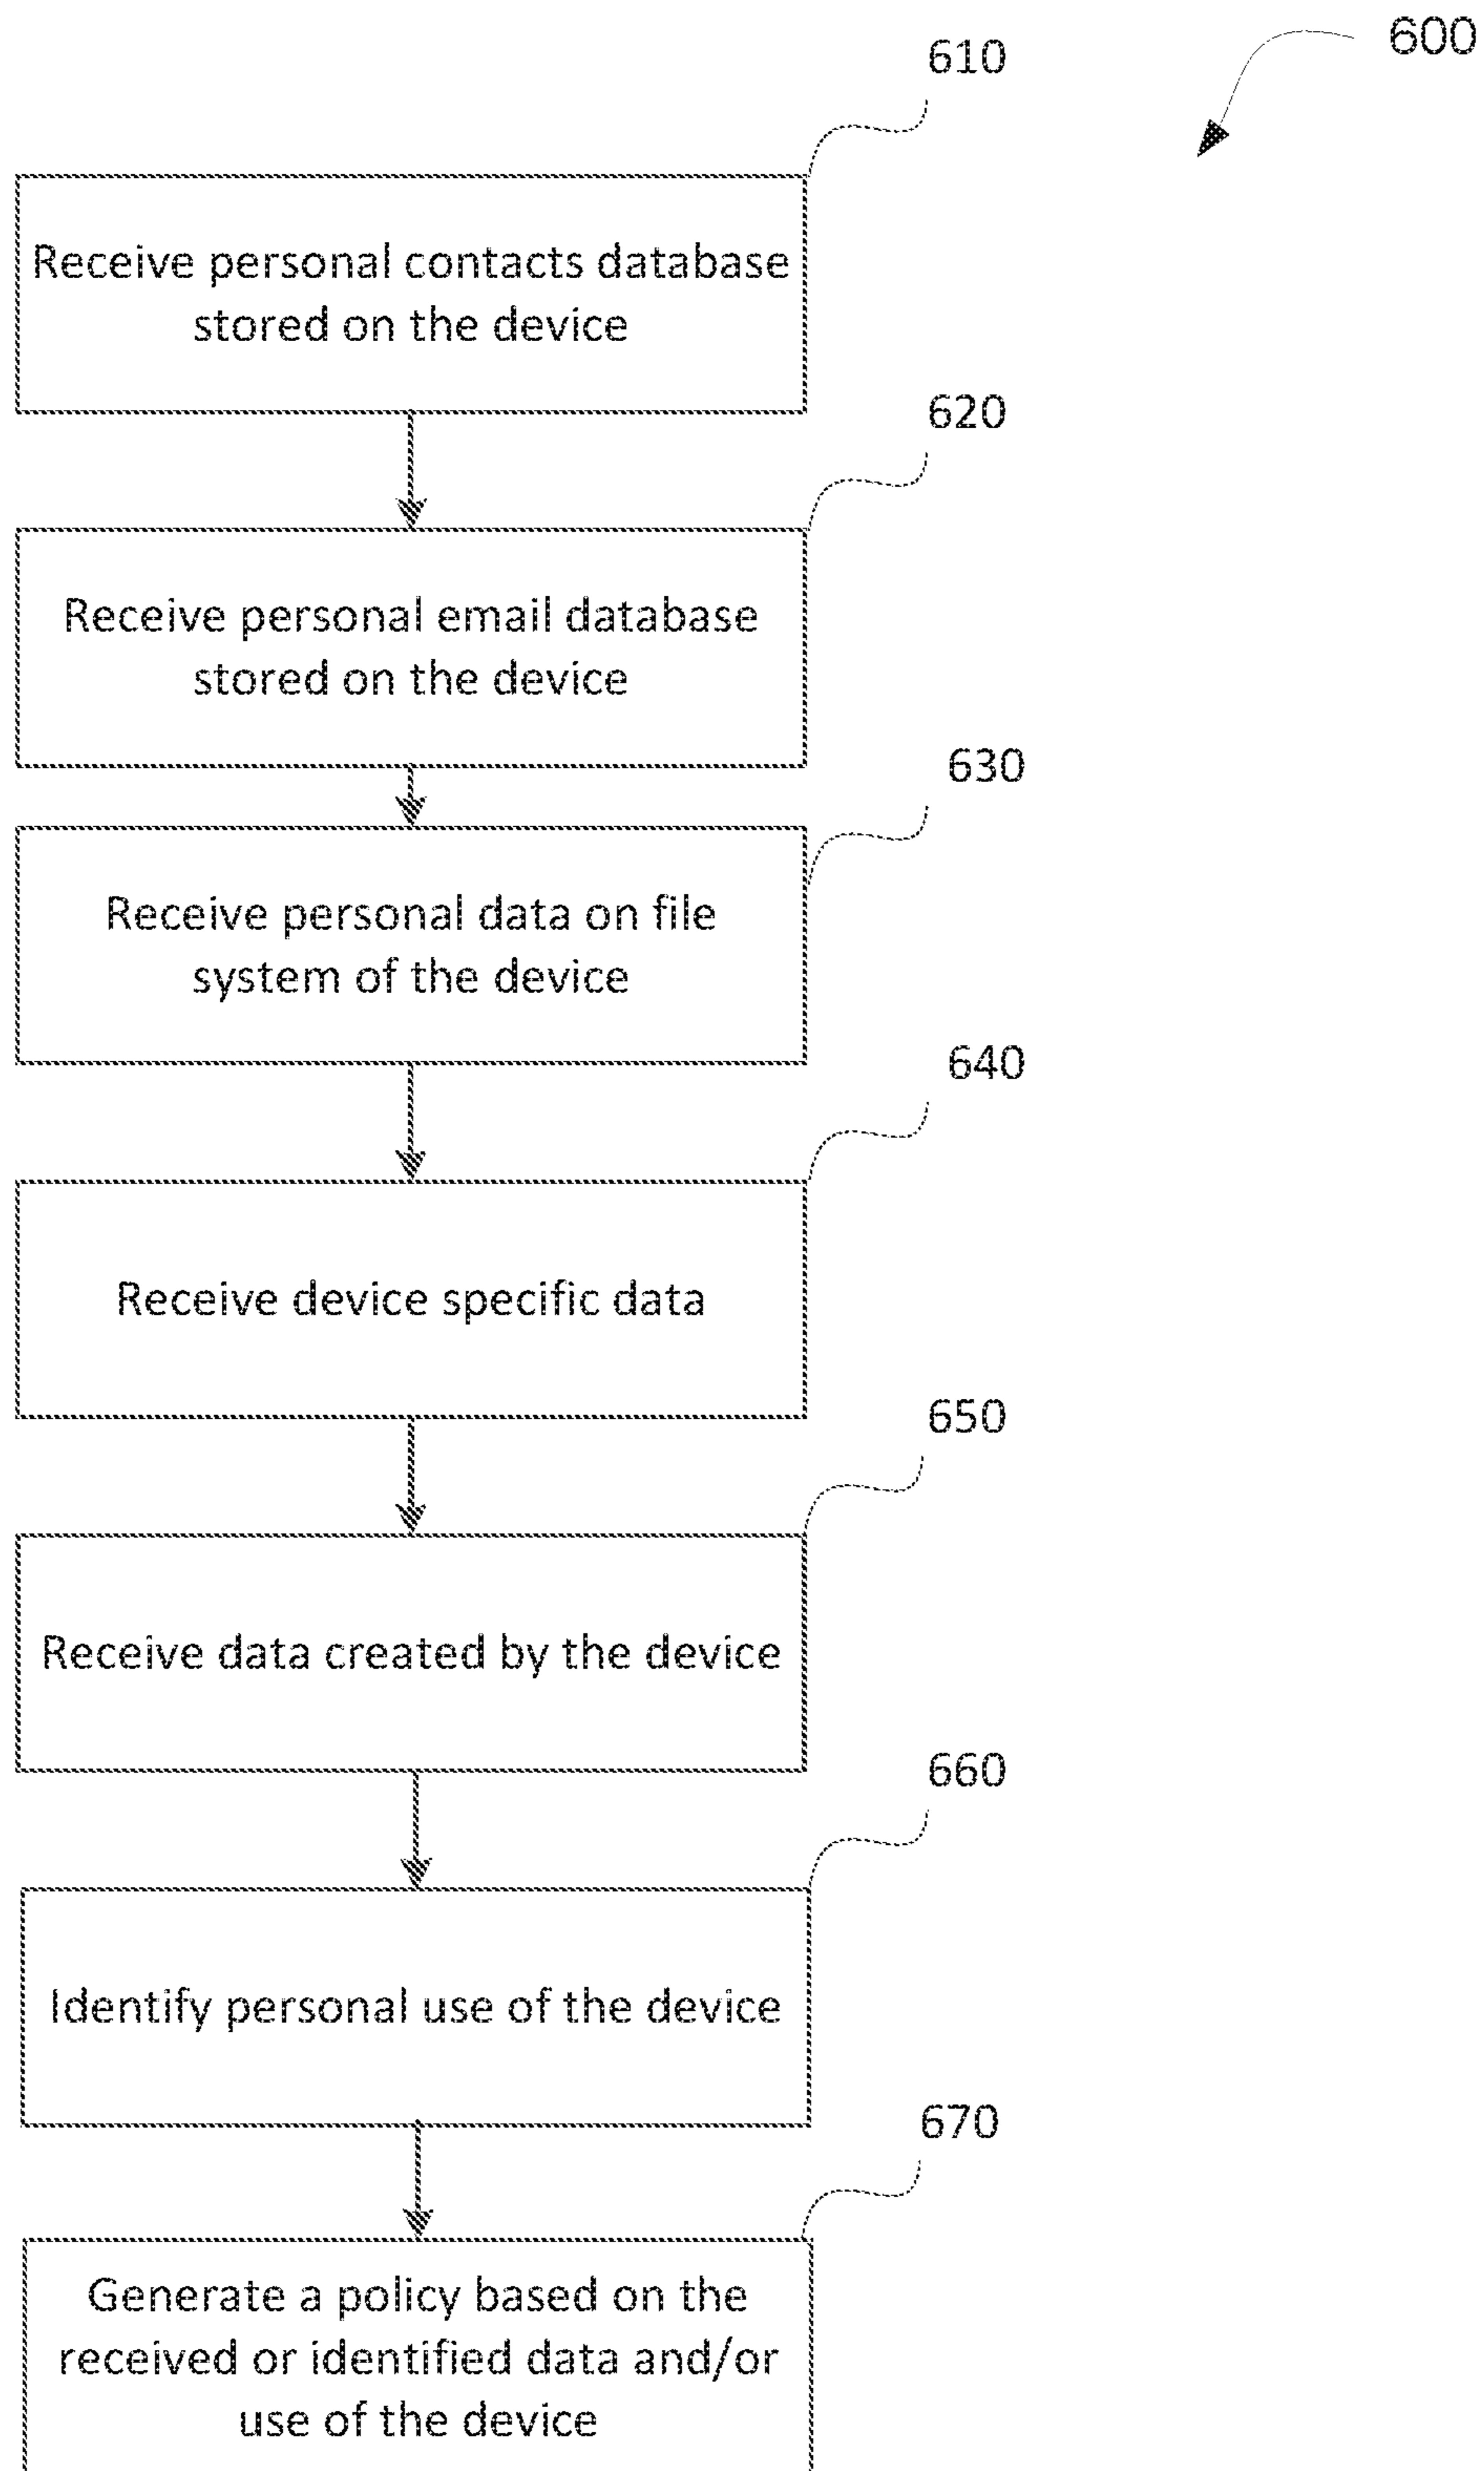 600
610
Receive personal contacts database
stored on the device
620
Receive personal email database
stored on the device
630
Receive personal data on file
system of the device
640
Receive device specific data
650
Receive data created by the device
660
Identify personal use of the device
670
Generate a policy based on the
received or identified data and/or
use of the device